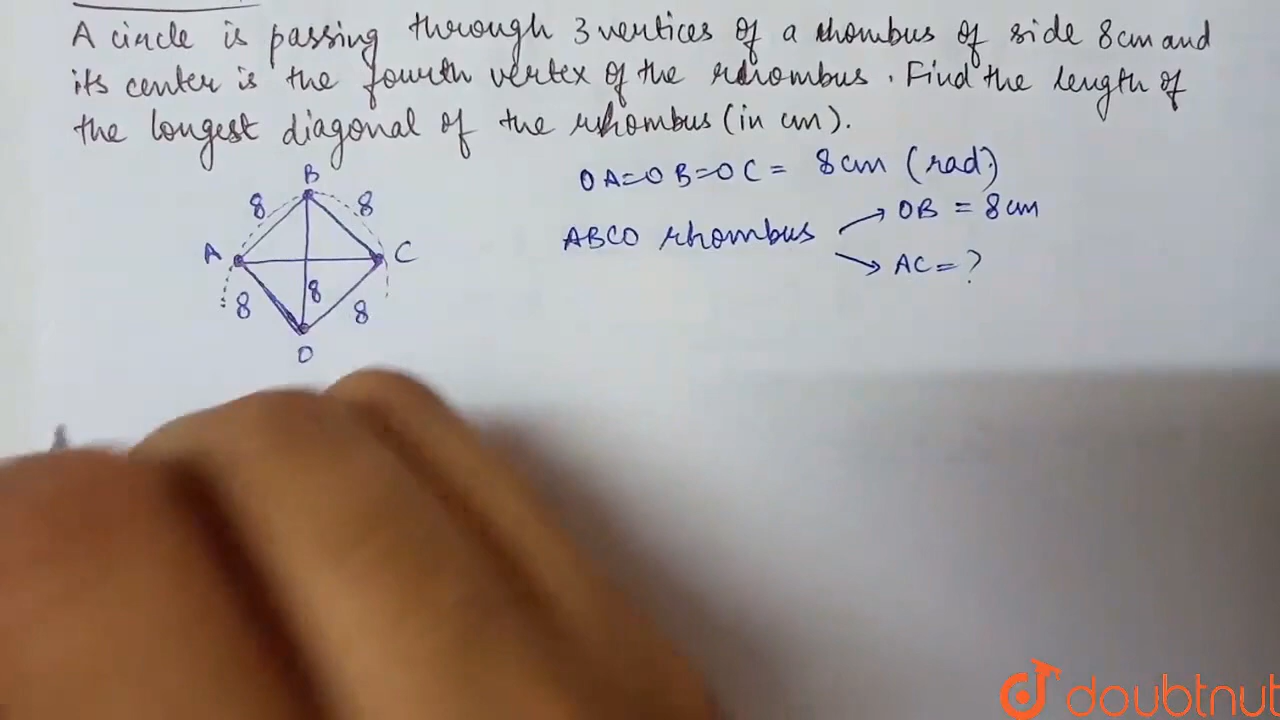 A circle is passing through 3 vertices of a rhombus of side 8cm and
its center is the fourth vertex of the rhombus. Find the length of
the longest diagonal of the rhombus (in cm).
B
8
8
OA=OB=OC= 8cm (rad.)
A
C
ABCO rhombus
OB = 8cm
AC = ?
8
8
8
O
doubtnut